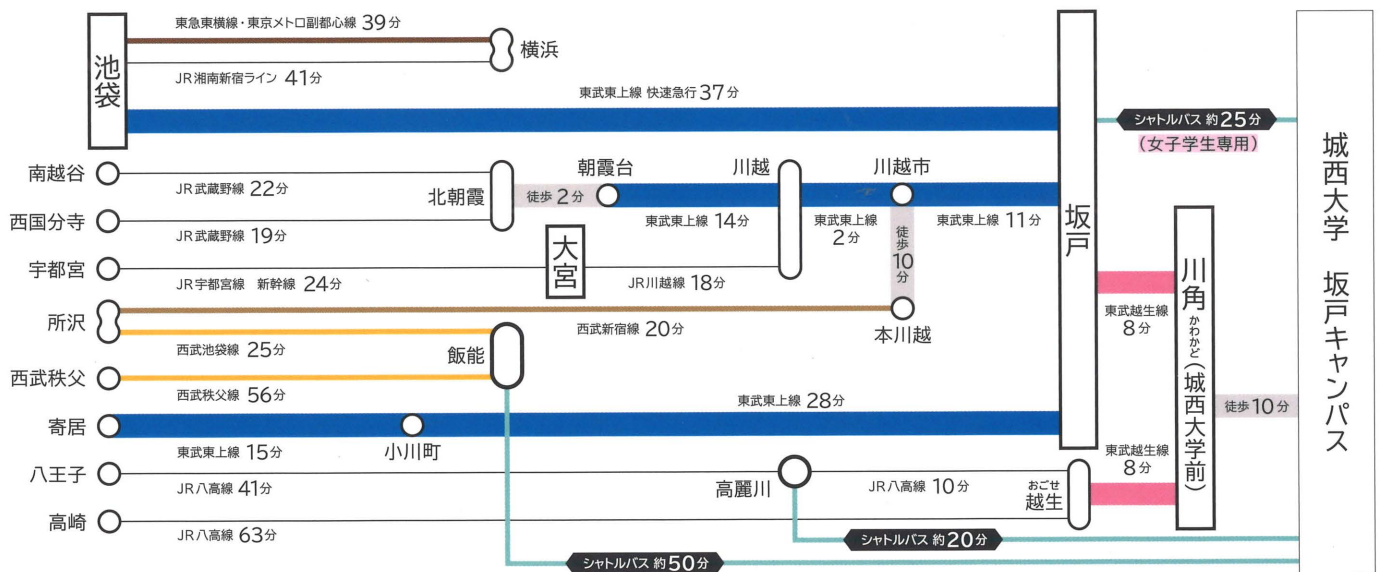 東急東横線・東京メトロ副都心線 39分
横浜
JR湘南新宿ライン 41分
池袋
東武東上線 快速急行 37分
シャトルバス 約25分
(女子学生専用)
南越谷
JR武蔵野線 22分
北朝霞
徒歩 2分
朝霞台
東武東上線 14分
川越
東武東上線
2分
川越市
東武東上線 11分
西国分寺
JR武蔵野線 19分
大宮
徒歩
10分
宇都宮
JR宇都宮線 新幹線 24分
JR川越線 18分
所沢
西武新宿線 20分
本川越
西武池袋線 25分
飯能
西武秩父
西武秩父線 56分
寄居
東武東上線 15分
小川町
東武東上線 28分
坂戸
東武越生線
8分
八王子
JR八高線 41分
高麗川
JR八高線 10分
おごせ
越生
東武越生線
8分
高崎
JR八高線 63分
川角
かわかど
(城西大学前)
徒歩 10分
シャトルバス 約20分
シャトルバス 約50分
城西大学 坂戸キャンパス